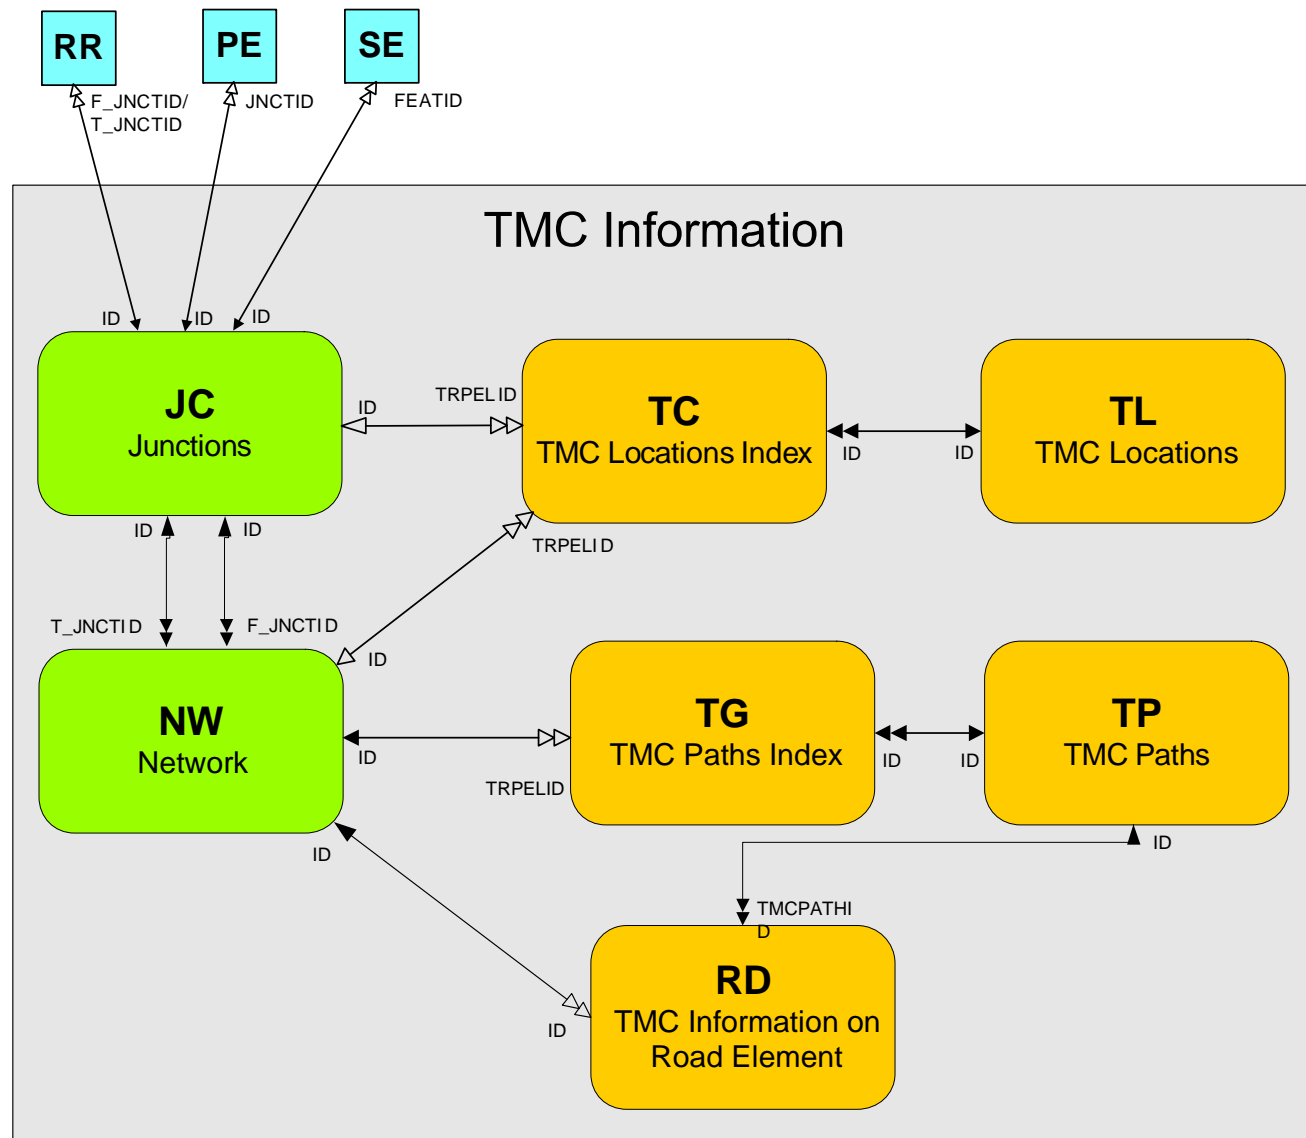 RR
PE
SE
F_JNCTID/
T_JNCTID
JNCTID
FEATID
TMC Information
ID
ID
ID
JC
Junctions
ID
TRPELID
TC
TMC Locations Index
ID
ID
TL
TMC Locations
ID
ID
TRPELID
T_JNCTID
F_JNCTID
ID
NW
Network
ID
TRPELID
TG
TMC Paths Index
ID
ID
TP
TMC Paths
ID
ID
TMCPATHI
D
RD
TMC Information on
Road Element
ID